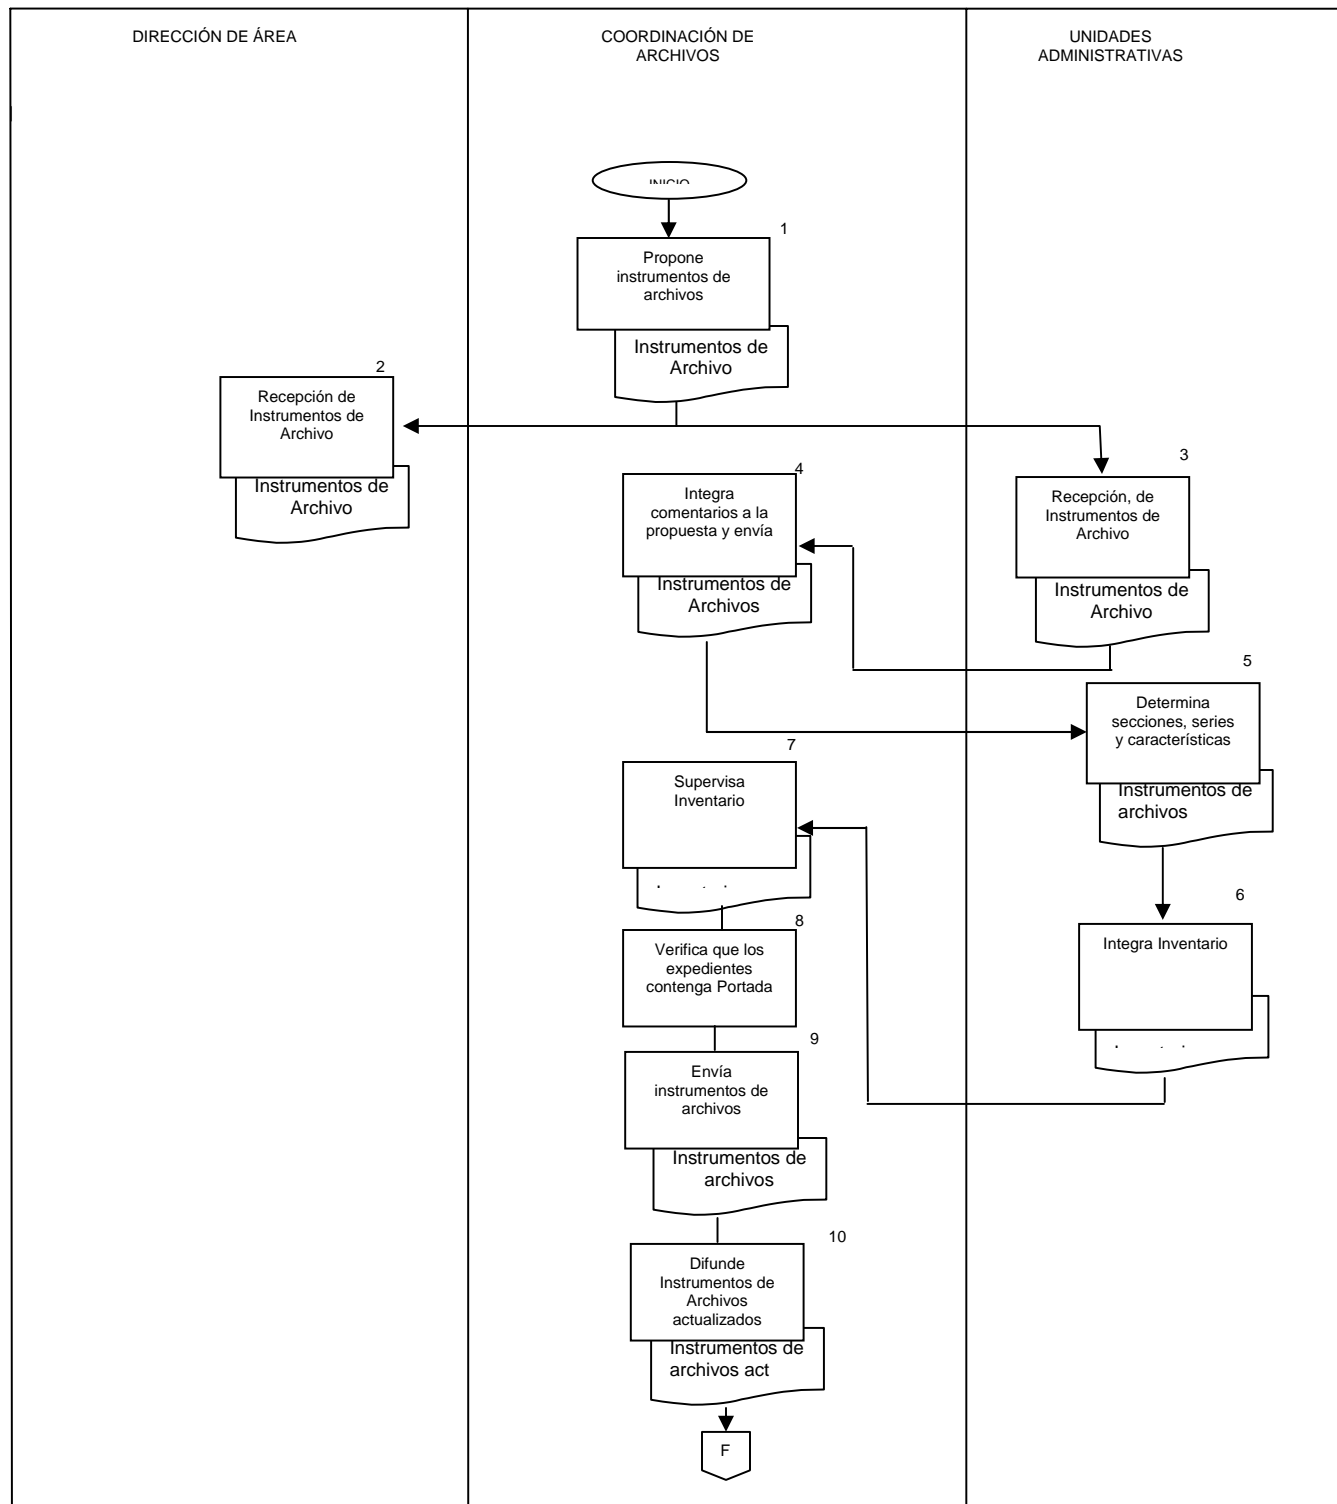 DIRECCIÓN DE ÁREA
COORDINACIÓN DE
ARCHIVOS
UNIDADES
ADMINISTRATIVAS
INICIO
1
Propone
instrumentos de
archivos
Instrumentos de
Archivo
2
Recepción de
Instrumentos de
Archivo
Instrumentos de
Archivo
3
Recepción, de
Instrumentos de
Archivo
Instrumentos de
Archivo
4
Integra
comentarios a la
propuesta y envía
Instrumentos de
Archivos
5
Determina
secciones, series
y características
Instrumentos de
archivos
6
Integra Inventario
7
Supervisa
Inventario
8
Verifica que los
expedientes
contenga Portada
9
Envía
instrumentos de
archivos
Instrumentos de
archivos
10
Difunde
Instrumentos de
Archivos
actualizados
Instrumentos de
archivos act
F